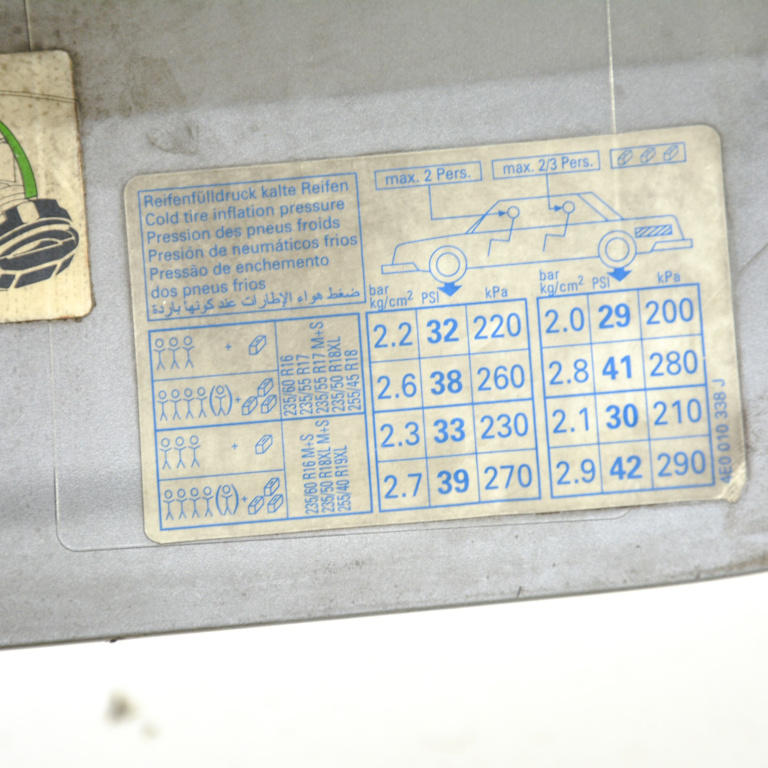 Reifenfülldruck kalte Reifen
Cold tire inflation pressure
Pression des pneus froids
Presión de neumáticos frios
Pressão de enchemento
dos pneus frios
ضغط هواء الإطارات عند كونها باردة
max. 2 Pers.
max. 2/3 Pers.
bar
kg/cm² PSI kPa
bar
kg/cm² PSI kPa
235/60 R16
235/55 R17
235/55 R17 M+S
235/50 R18XL
255/45 R18
2.2 32 220 2.0 29 200
2.6 38 260 2.8 41 280
235/60 R16 M+S
235/50 R18XL M+S
255/40 R19XL
2.3 33 230 2.1 30 210
2.7 39 270 2.9 42 290
4E0 010 338 J